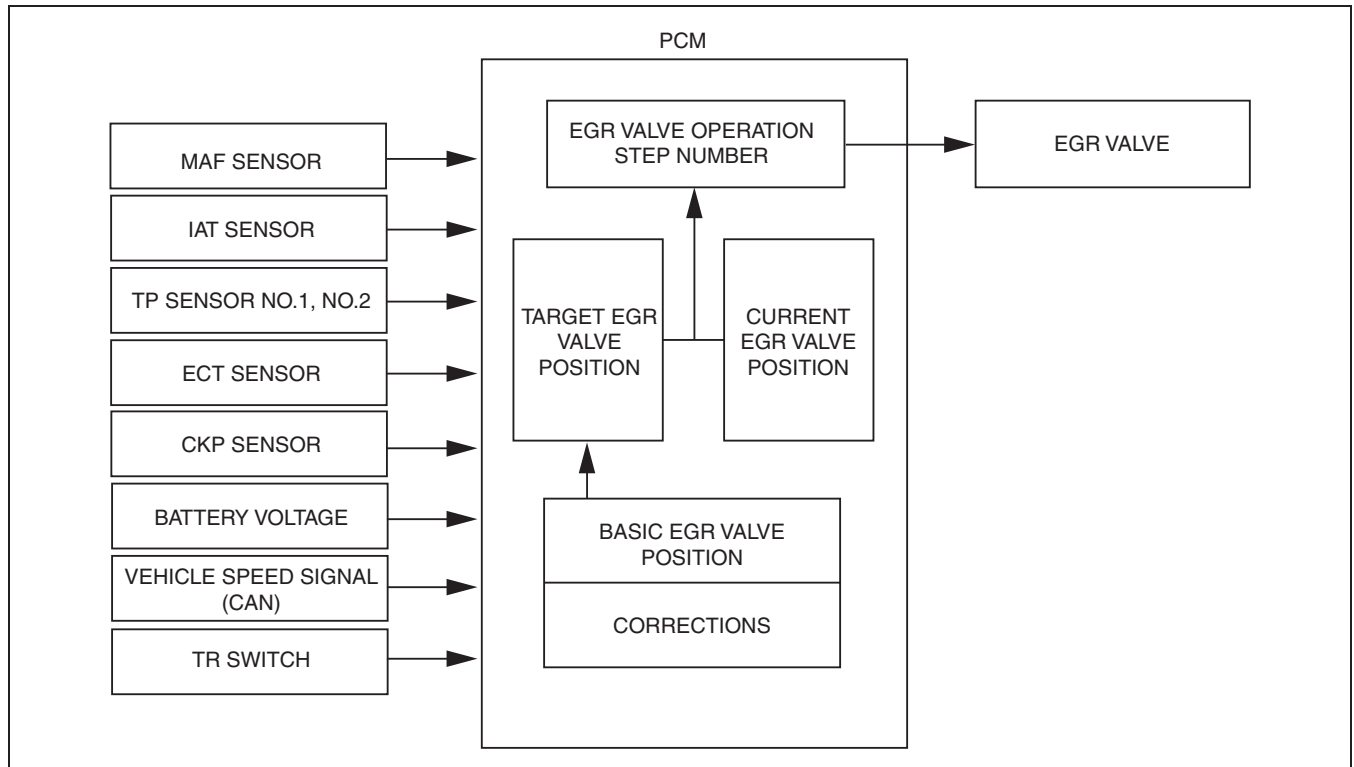 PCM
MAF SENSOR
IAT SENSOR
TP SENSOR NO.1, NO.2
ECT SENSOR
CKP SENSOR
BATTERY VOLTAGE
VEHICLE SPEED SIGNAL
(CAN)
TR SWITCH
EGR VALVE OPERATION
STEP NUMBER
TARGET EGR
VALVE
POSITION
CURRENT
EGR VALVE
POSITION
BASIC EGR VALVE
POSITION
CORRECTIONS
EGR VALVE